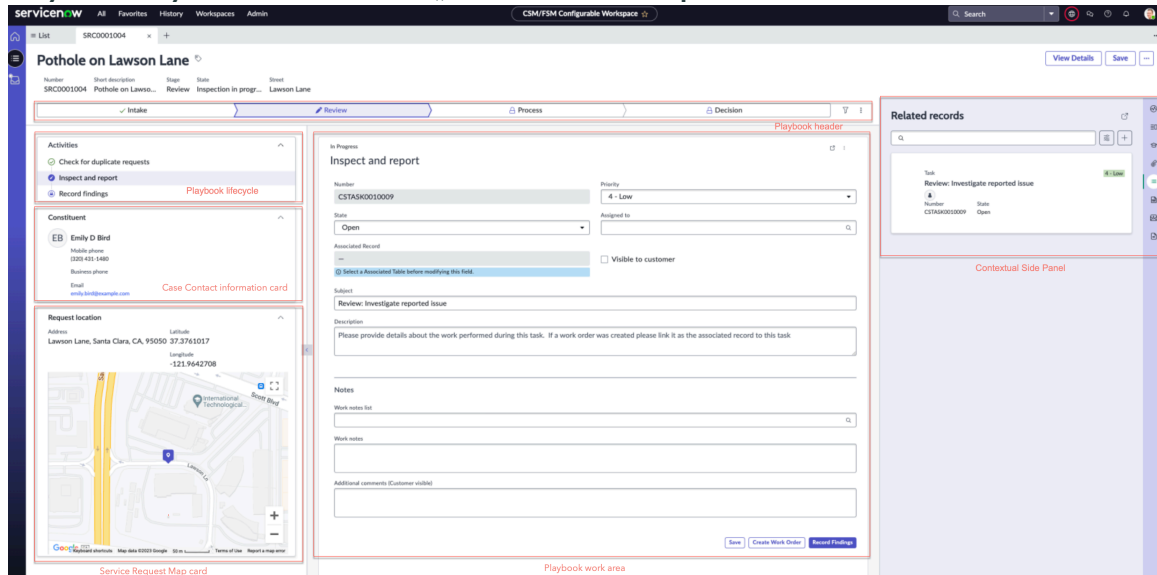 servicenow All Favorites History Workspaces Admin CSM/FSM Configurable Workspace ☆ Search
List SRC0001004 × +
Pothole on Lawson Lane View Details Save ...
Number Short description Stage State Street
SRC0001004 Pothole on Lawso... Review Inspection in progr... Lawson Lane
Intake Review Process Decision
Playbook header
Activities
Check for duplicate requests
Inspect and report
Record findings
Playbook lifecycle
Constituent
EB Emily D Bird
Mobile phone
(320) 431-1480
Business phone
Email
emily.bird@example.com
Case Contact information card
Request location
Address Latitude
Lawson Lane, Santa Clara, CA, 95050 37.3761017
Longitude
-121.9642708
International
Technological...
Scott Blvd
Lawson Ln
+
−
Google Keyboard shortcuts Map data ©2023 Google 50 m Terms of Use Report a map error
Service Request Map card
In Progress
Inspect and report
Number Priority
CSTASK0010009 4 - Low
State Assigned to
Open
Associated Record
--
Visible to customer
Select a Associated Table before modifying this field.
Subject
Review: Investigate reported issue
Description
Please provide details about the work performed during this task. If a work order was created please link it as the associated record to this task
Notes
Work notes list
Work notes
Additional comments (Customer visible)
Save Create Work Order Record Findings
Playbook work area
Related records
Task 4 - Low
Review: Investigate reported issue
Number State
CSTASK0010009 Open
Contextual Side Panel